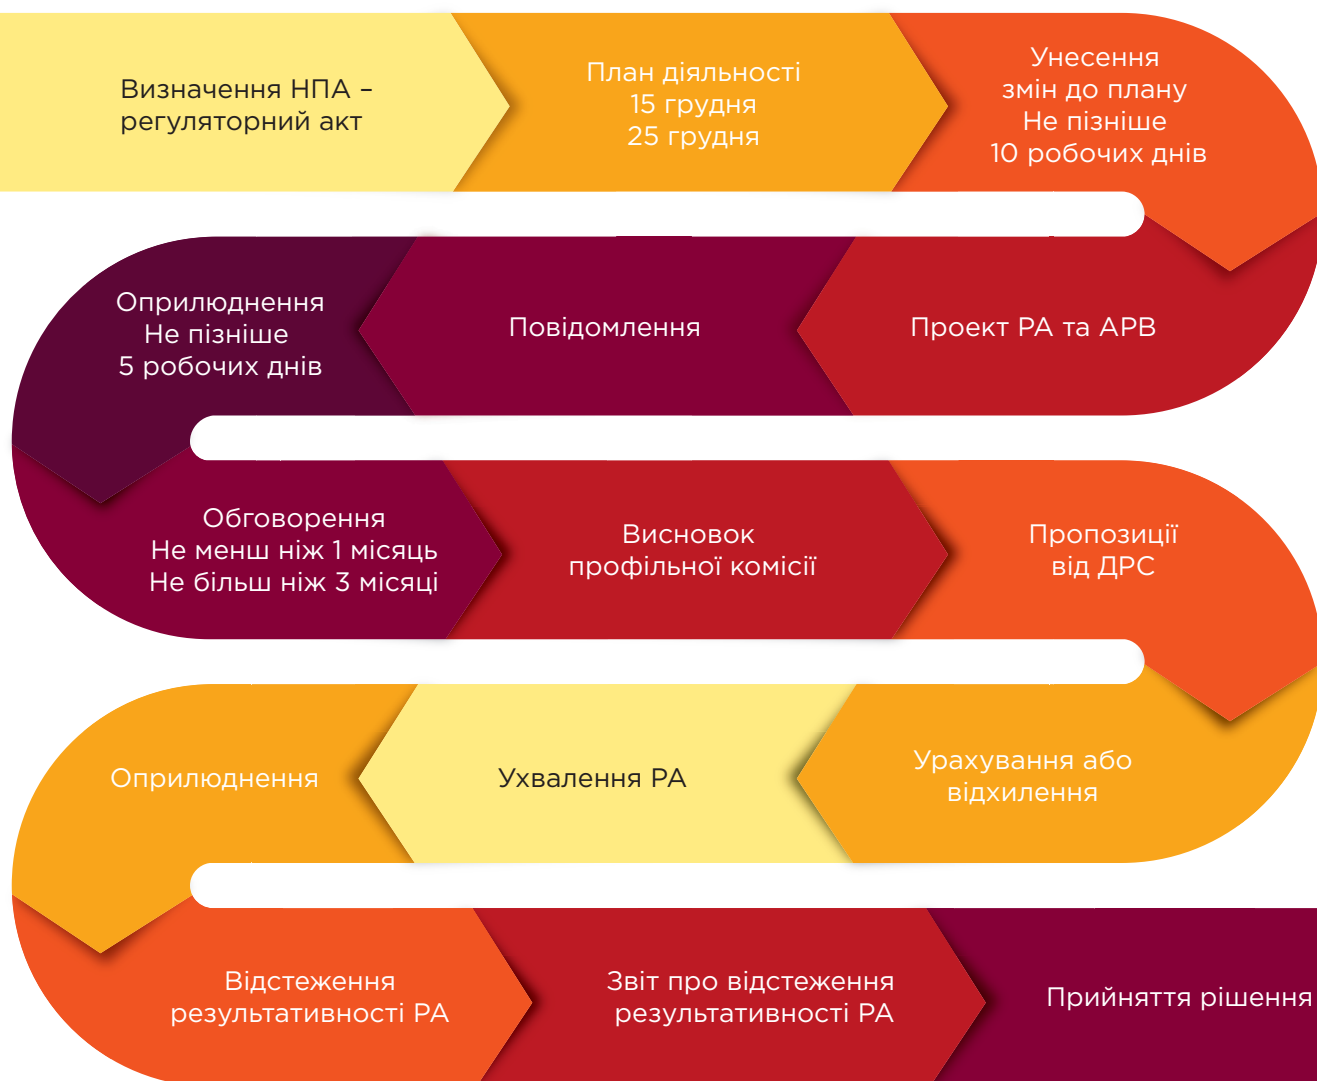 Визначення НПА –
регуляторний акт
План діяльності
15 грудня
25 грудня
Унесення
змін до плану
Не пізніше
10 робочих днів
Проект РА та АРВ
Повідомлення
Оприлюднення
Не пізніше
5 робочих днів
Обговорення
Не менш ніж 1 місяць
Не більш ніж 3 місяці
Висновок
профільної комісії
Пропозиції
від ДРС
Урахування або
відхилення
Ухвалення РА
Оприлюднення
Відстеження
результативності РА
Звіт про відстеження
результативності РА
Прийняття рішення